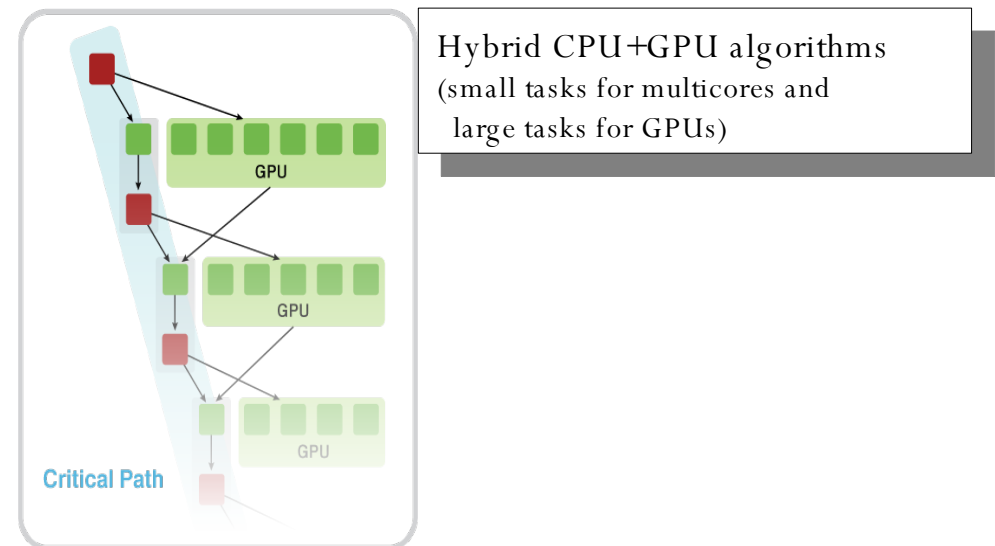 Hybrid CPU+GPU algorithms
(small tasks for multicores and
large tasks for GPUs)
GPU
GPU
GPU
Critical Path